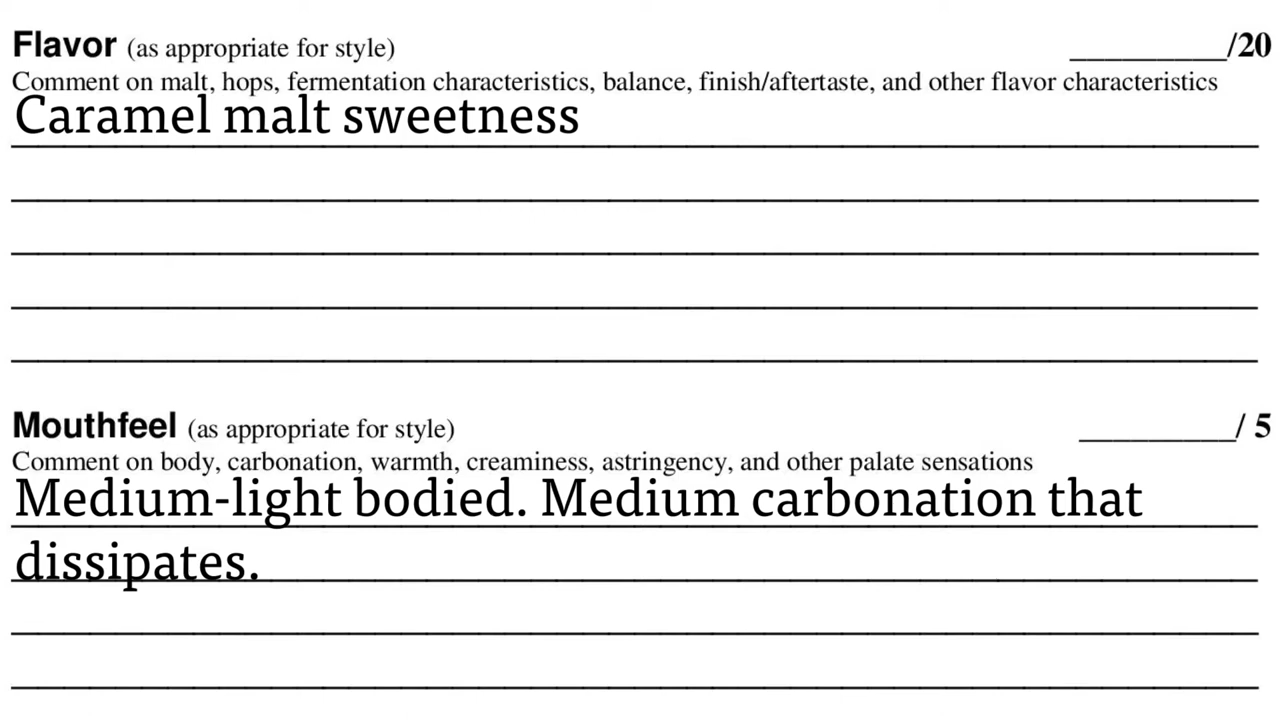 Flavor (as appropriate for style) _________/20
Comment on malt, hops, fermentation characteristics, balance, finish/aftertaste, and other flavor characteristics
Caramel malt sweetness
Mouthfeel (as appropriate for style) _________/ 5
Comment on body, carbonation, warmth, creaminess, astringency, and other palate sensations
Medium-light bodied. Medium carbonation that
dissipates.